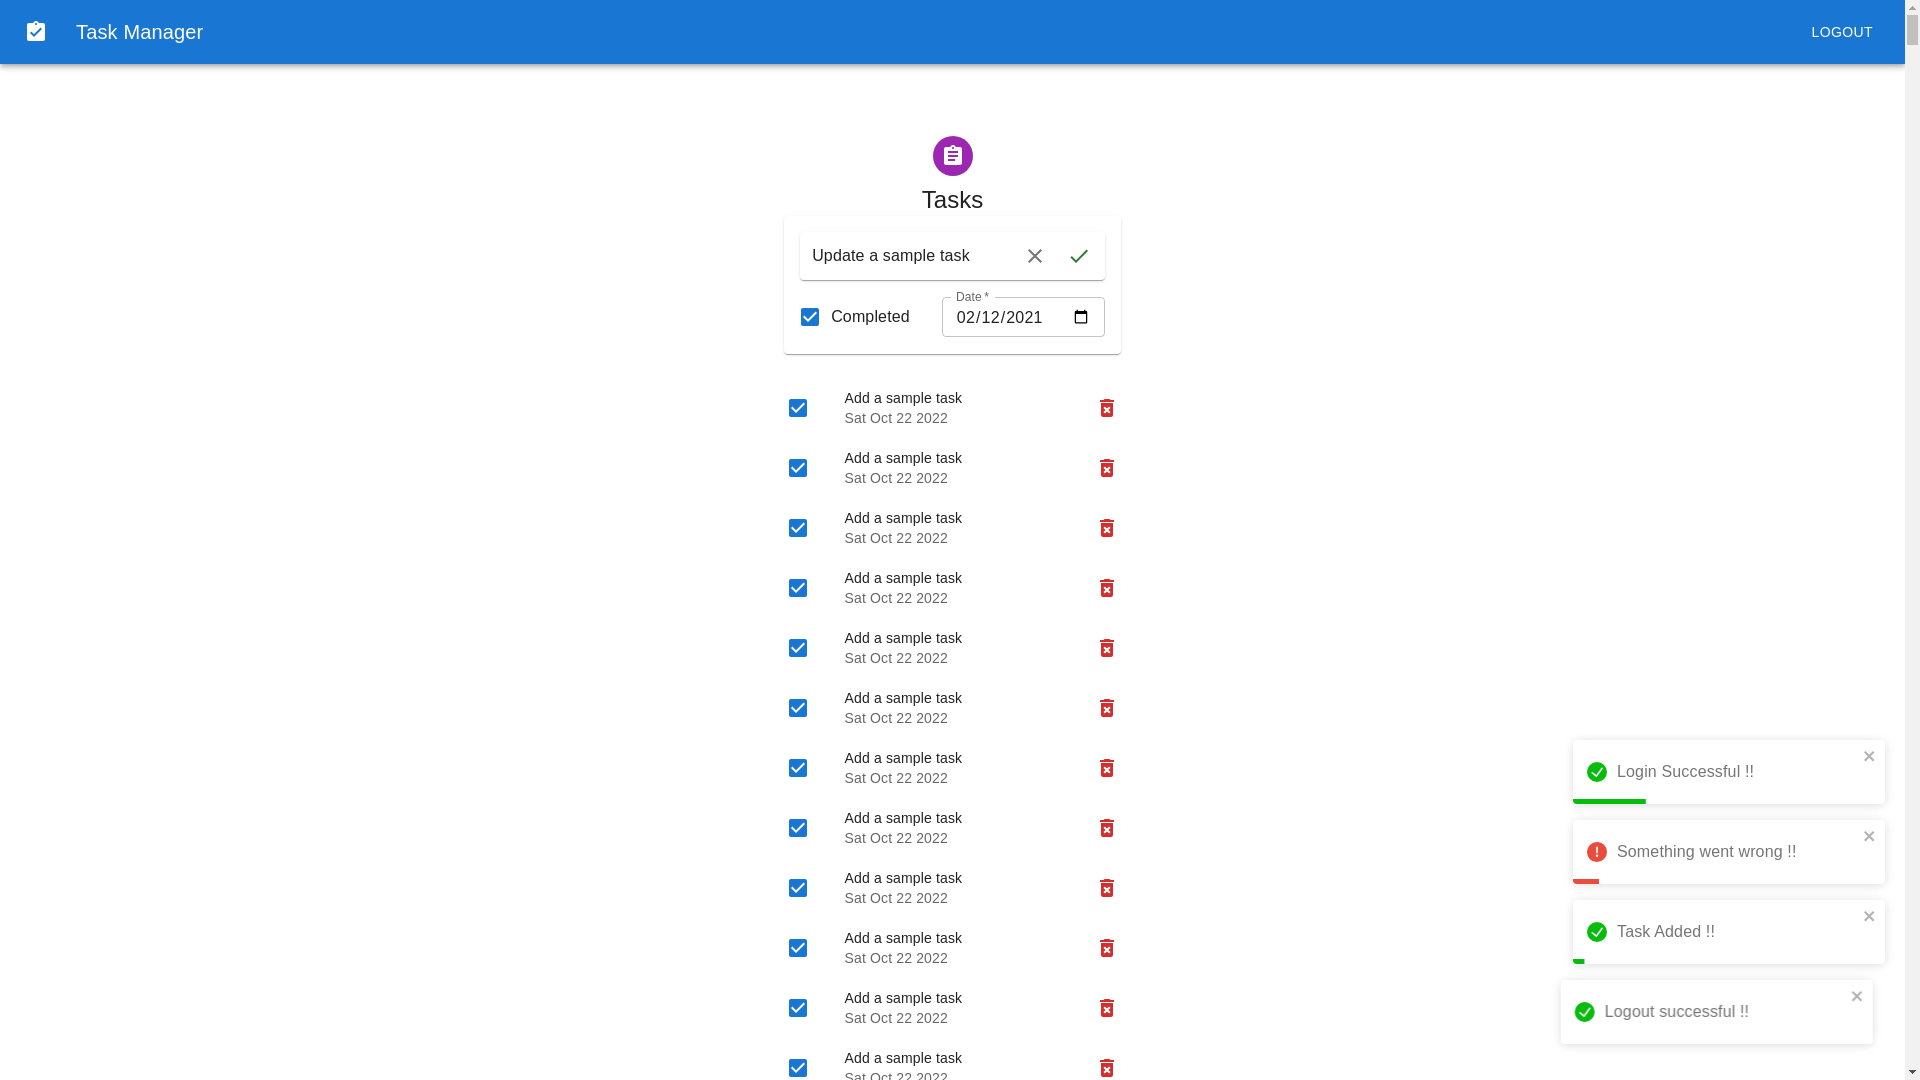 Task Manager
LOGOUT
Tasks
Update a sample task
Date *
Completed
02/12/2021
Add a sample task
Sat Oct 22 2022
Add a sample task
Sat Oct 22 2022
Add a sample task
Sat Oct 22 2022
Add a sample task
Sat Oct 22 2022
Add a sample task
Sat Oct 22 2022
Add a sample task
Sat Oct 22 2022
Add a sample task
Sat Oct 22 2022
Add a sample task
Sat Oct 22 2022
Add a sample task
Sat Oct 22 2022
Add a sample task
Sat Oct 22 2022
Add a sample task
Sat Oct 22 2022
Add a sample task
Sat Oct 22 2022
Login Successful !!
Something went wrong !!
Task Added !!
Logout successful !!